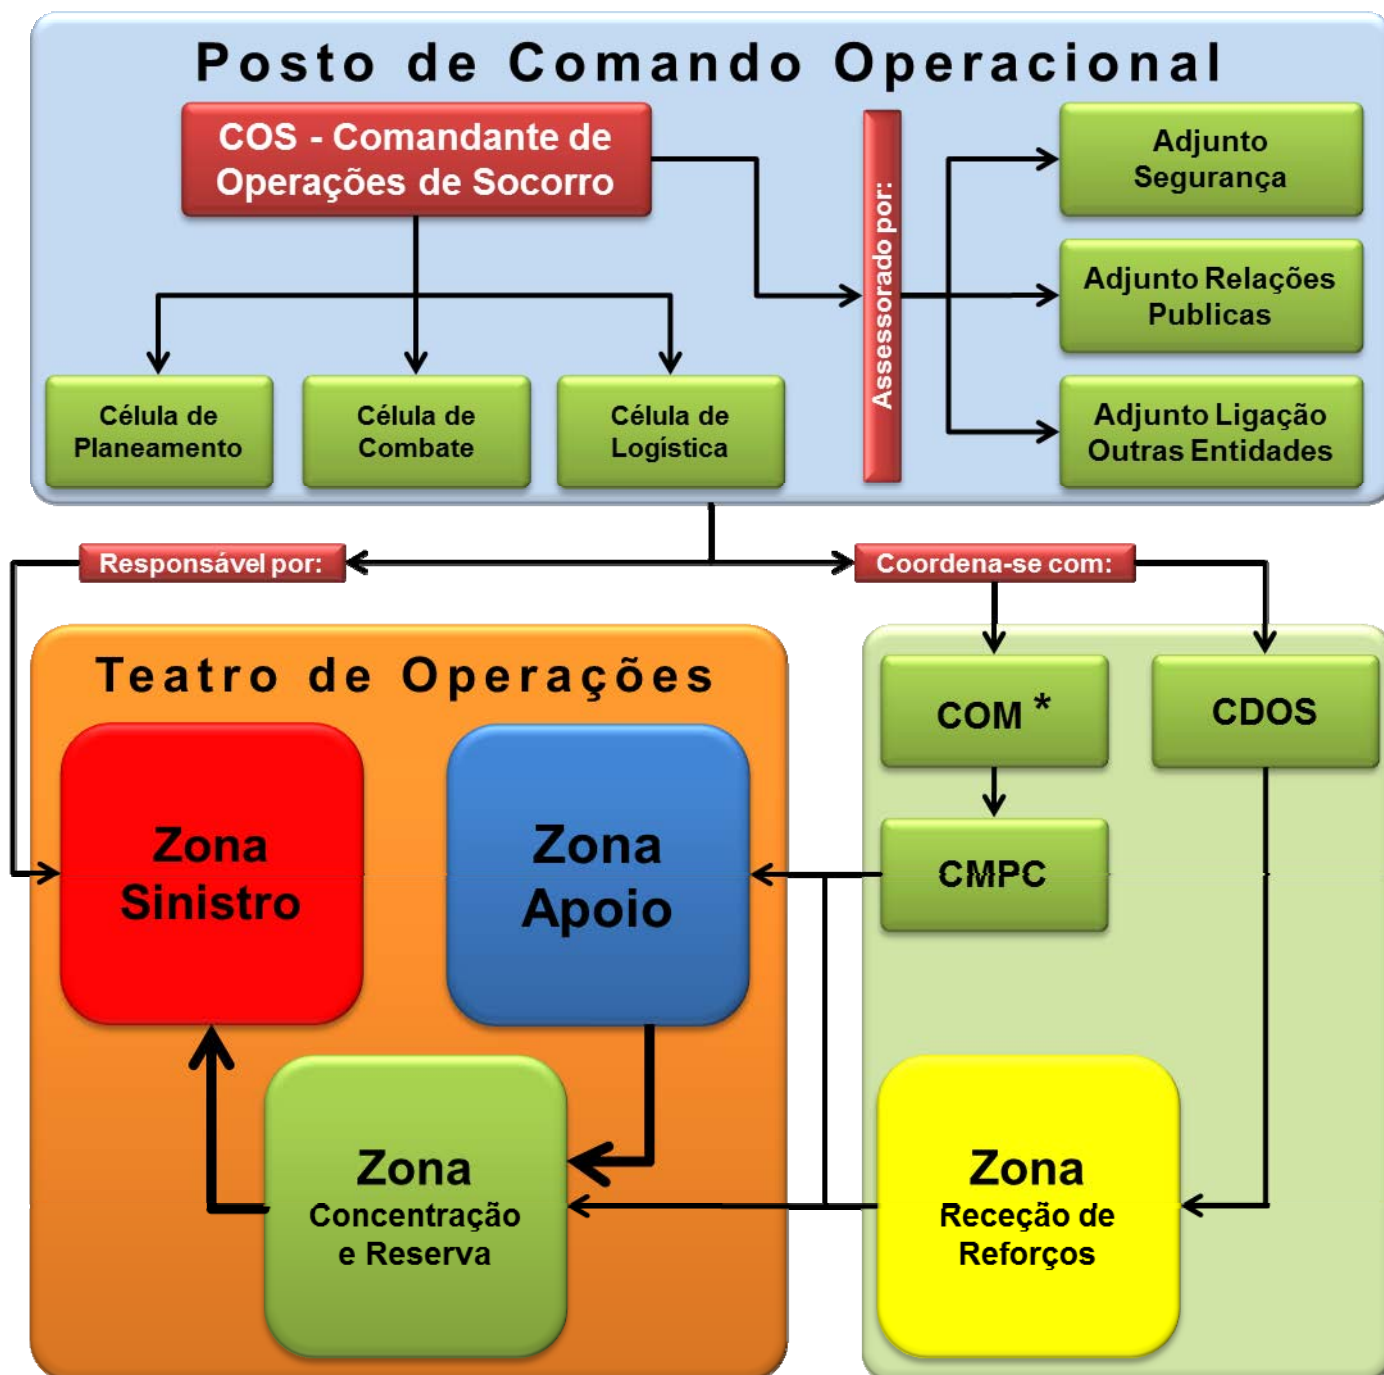 Posto de Comando Operacional
COS - Comandante de
Operações de Socorro
Assessorado por:
Adjunto
Segurança
Adjunto Relações
Publicas
Adjunto Ligação
Outras Entidades
Célula de
Planeamento
Célula de
Combate
Célula de
Logística
Responsável por:
Coordena-se com:
Teatro de Operações
Zona
Sinistro
Zona
Apoio
Zona
Concentração
e Reserva
COM *
CDOS
CMPC
Zona
Receção de
Reforços